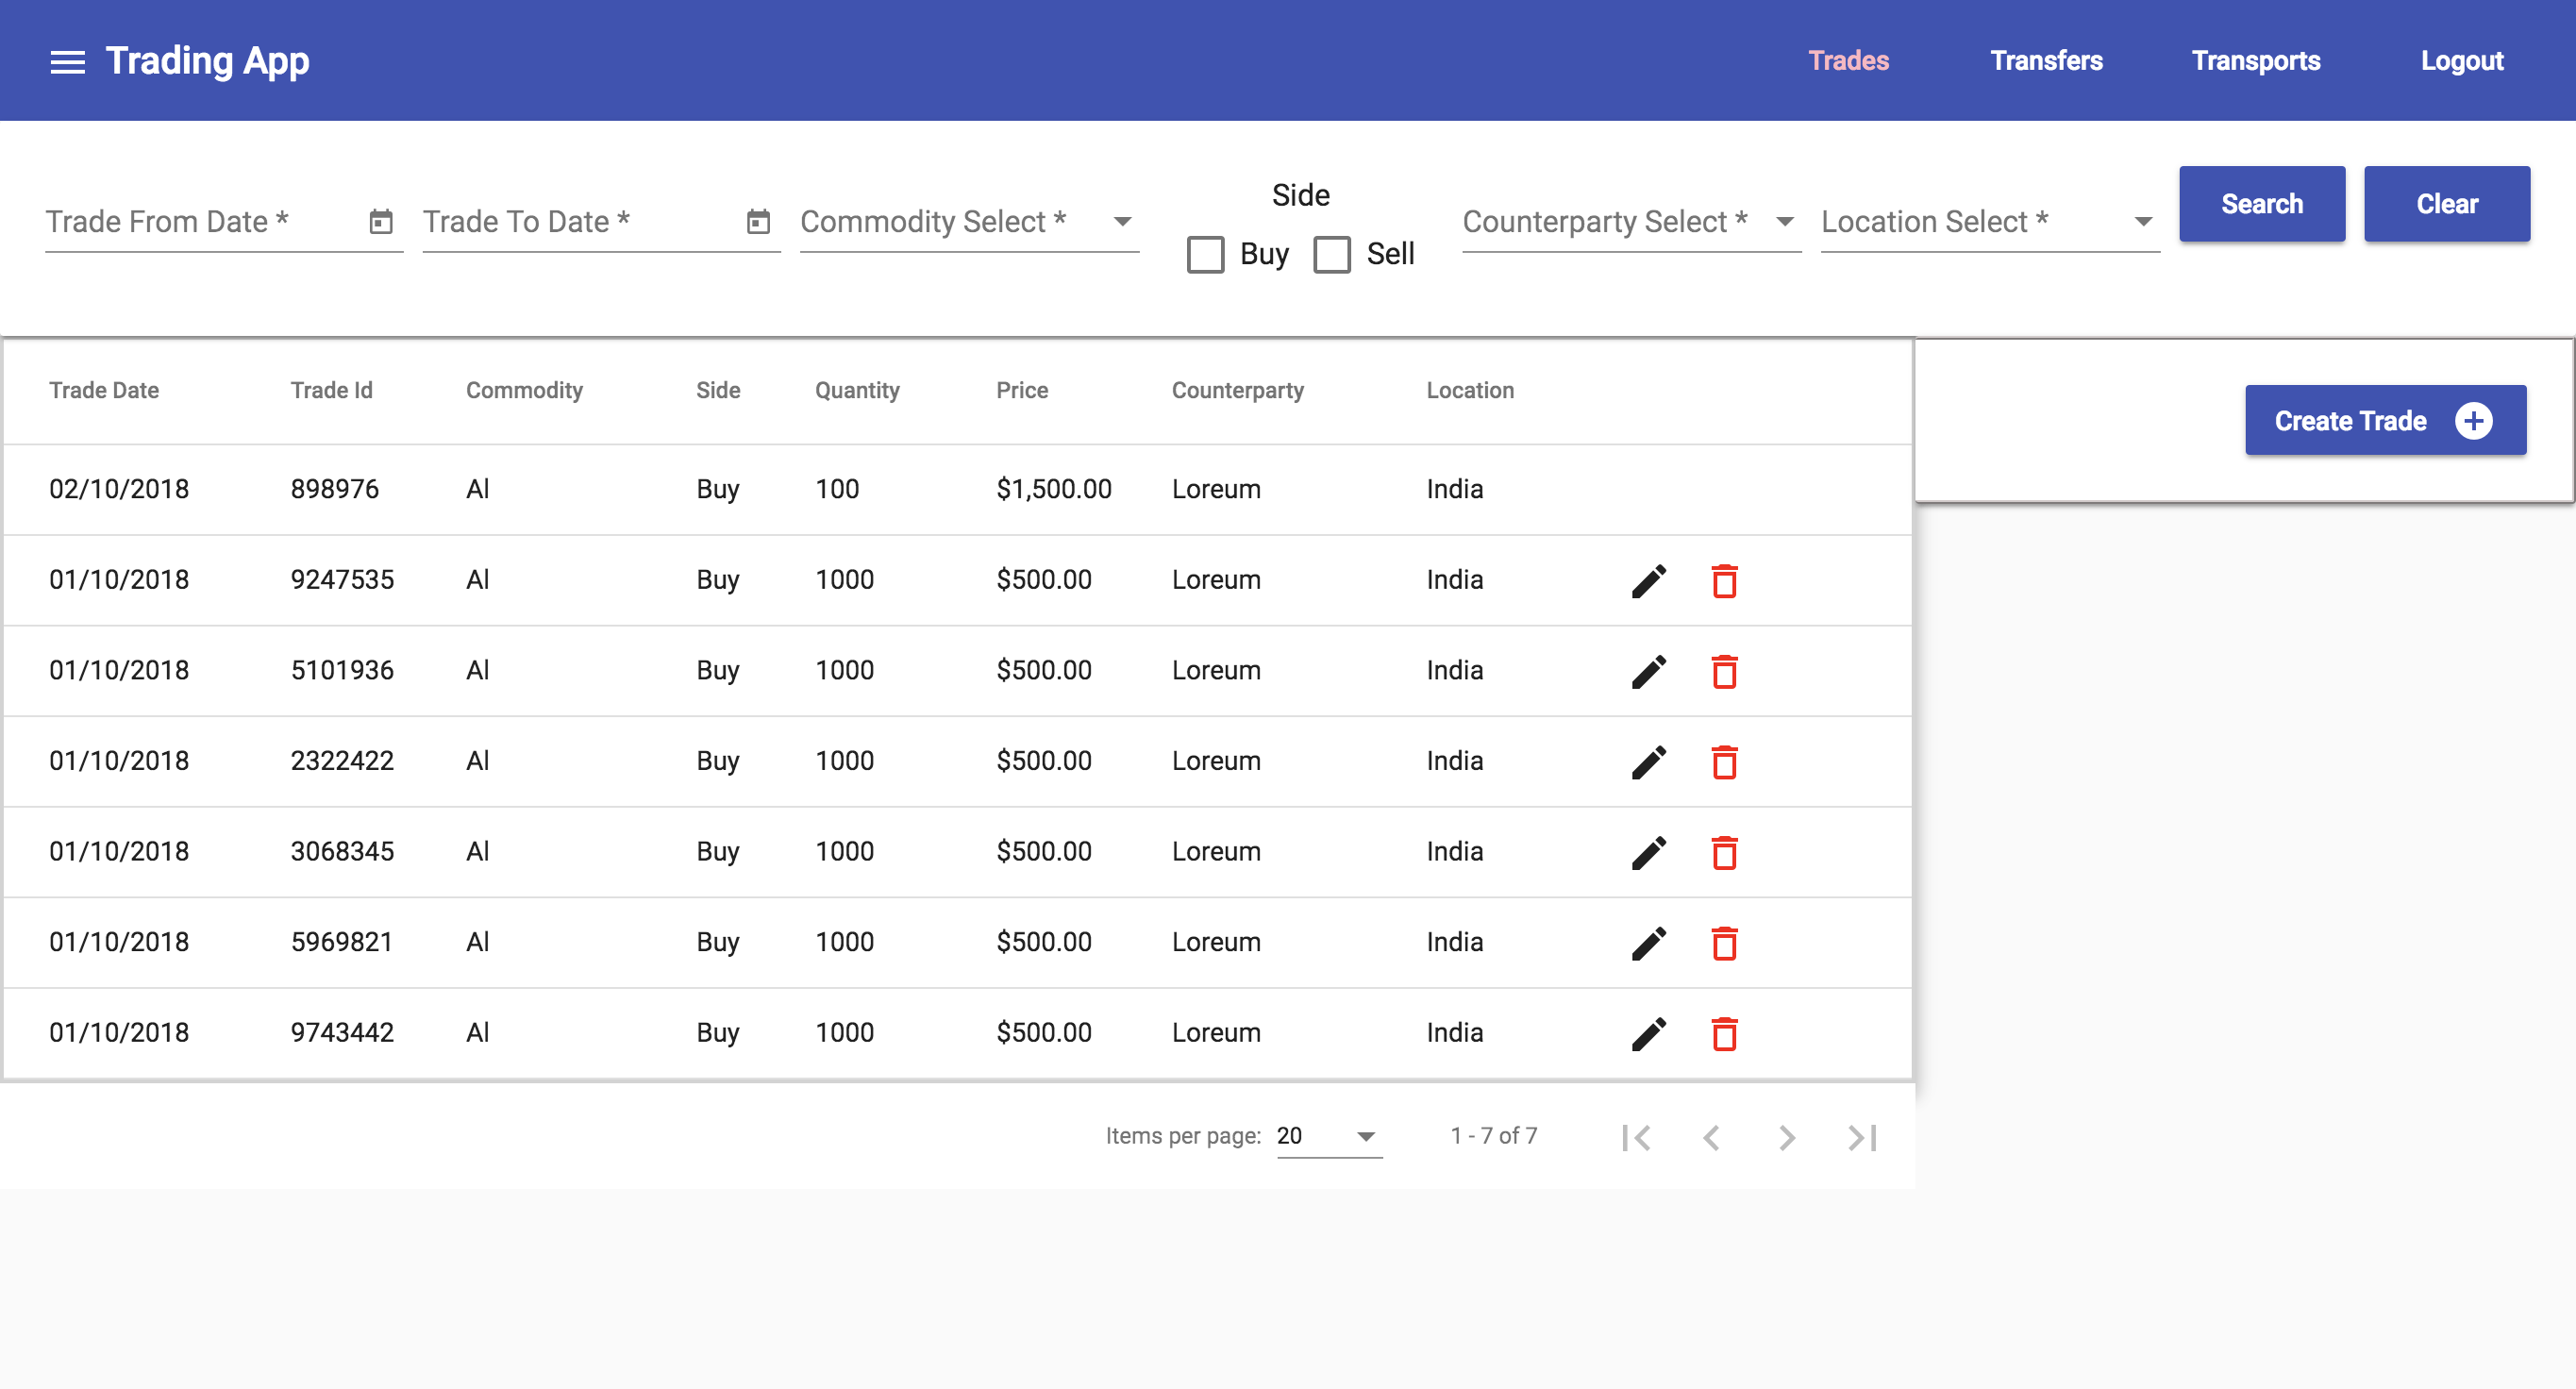 Trading App Trades Transfers Transports Logout
Side
Trade From Date * Trade To Date * Commodity Select * Buy Sell Counterparty Select * Location Select * Search Clear
Trade Date Trade Id Commodity Side Quantity Price Counterparty Location
Create Trade
02/10/2018 898976 Al Buy 100 $1,500.00 Loreum India
01/10/2018 9247535 Al Buy 1000 $500.00 Loreum India
01/10/2018 5101936 Al Buy 1000 $500.00 Loreum India
01/10/2018 2322422 Al Buy 1000 $500.00 Loreum India
01/10/2018 3068345 Al Buy 1000 $500.00 Loreum India
01/10/2018 5969821 Al Buy 1000 $500.00 Loreum India
01/10/2018 9743442 Al Buy 1000 $500.00 Loreum India
Items per page: 20 1 - 7 of 7